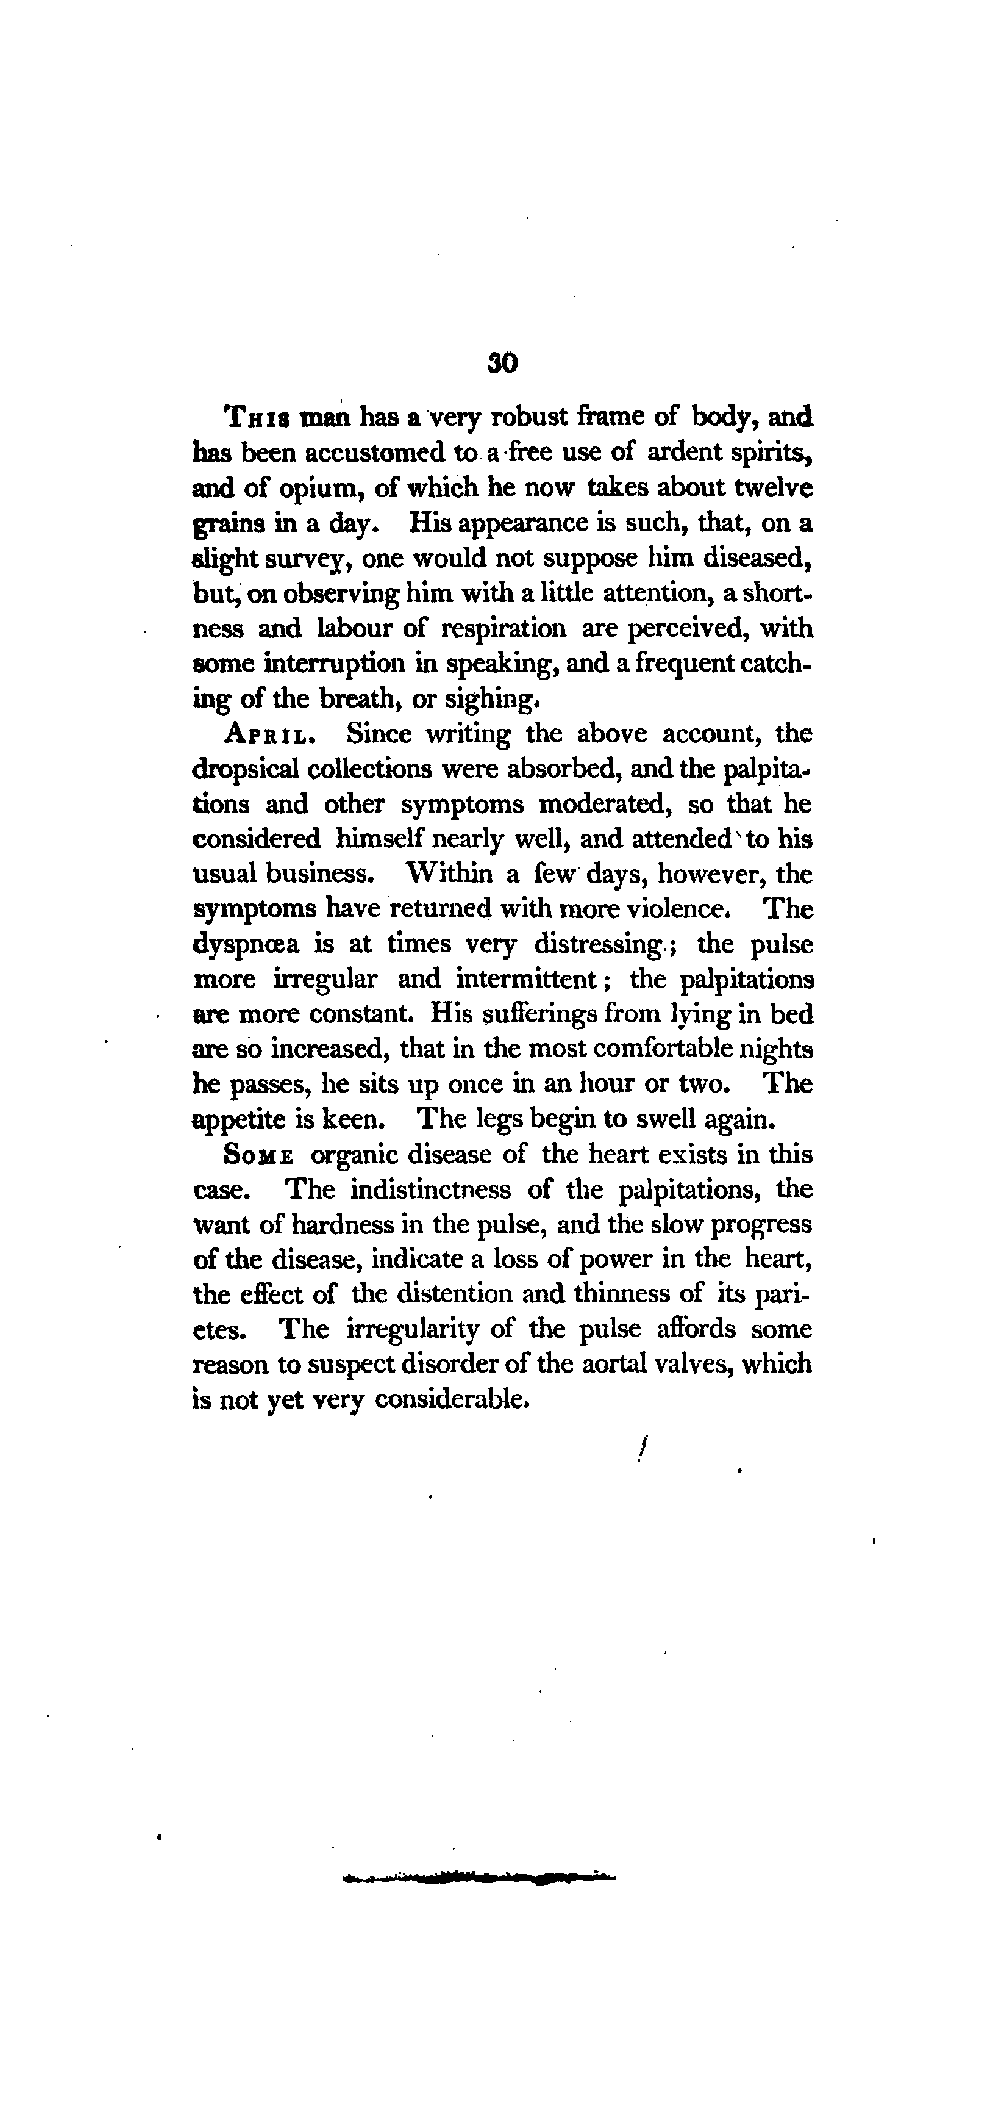 30
THIS man has a very robust frame of body, and
has been accustomed to a free use of ardent spirits,
and of opium, of which he now takes about twelve
grains in a day. His appearance is such, that, on a
slight survey, one would not suppose him diseased,
but, on observing him with a little attention, a short-
ness and labour of respiration are perceived, with
some interruption in speaking, and a frequent catch-
ing of the breath, or sighing.
APRIL. Since writing the above account, the
dropsical collections were absorbed, and the palpita-
tions and other symptoms moderated, so that he
considered himself nearly well, and attended to his
usual business. Within a few days, however, the
symptoms have returned with more violence. The
dyspnœa is at times very distressing; the pulse
more irregular and intermittent; the palpitations
are more constant. His sufferings from lying in bed
are so increased, that in the most comfortable nights
he passes, he sits up once in an hour or two. The
appetite is keen. The legs begin to swell again.
SOME organic disease of the heart exists in this
case. The indistinctness of the palpitations, the
want of hardness in the pulse, and the slow progress
of the disease, indicate a loss of power in the heart,
the effect of the distention and thinness of its pari-
etes. The irregularity of the pulse affords some
reason to suspect disorder of the aortal valves, which
is not yet very considerable.